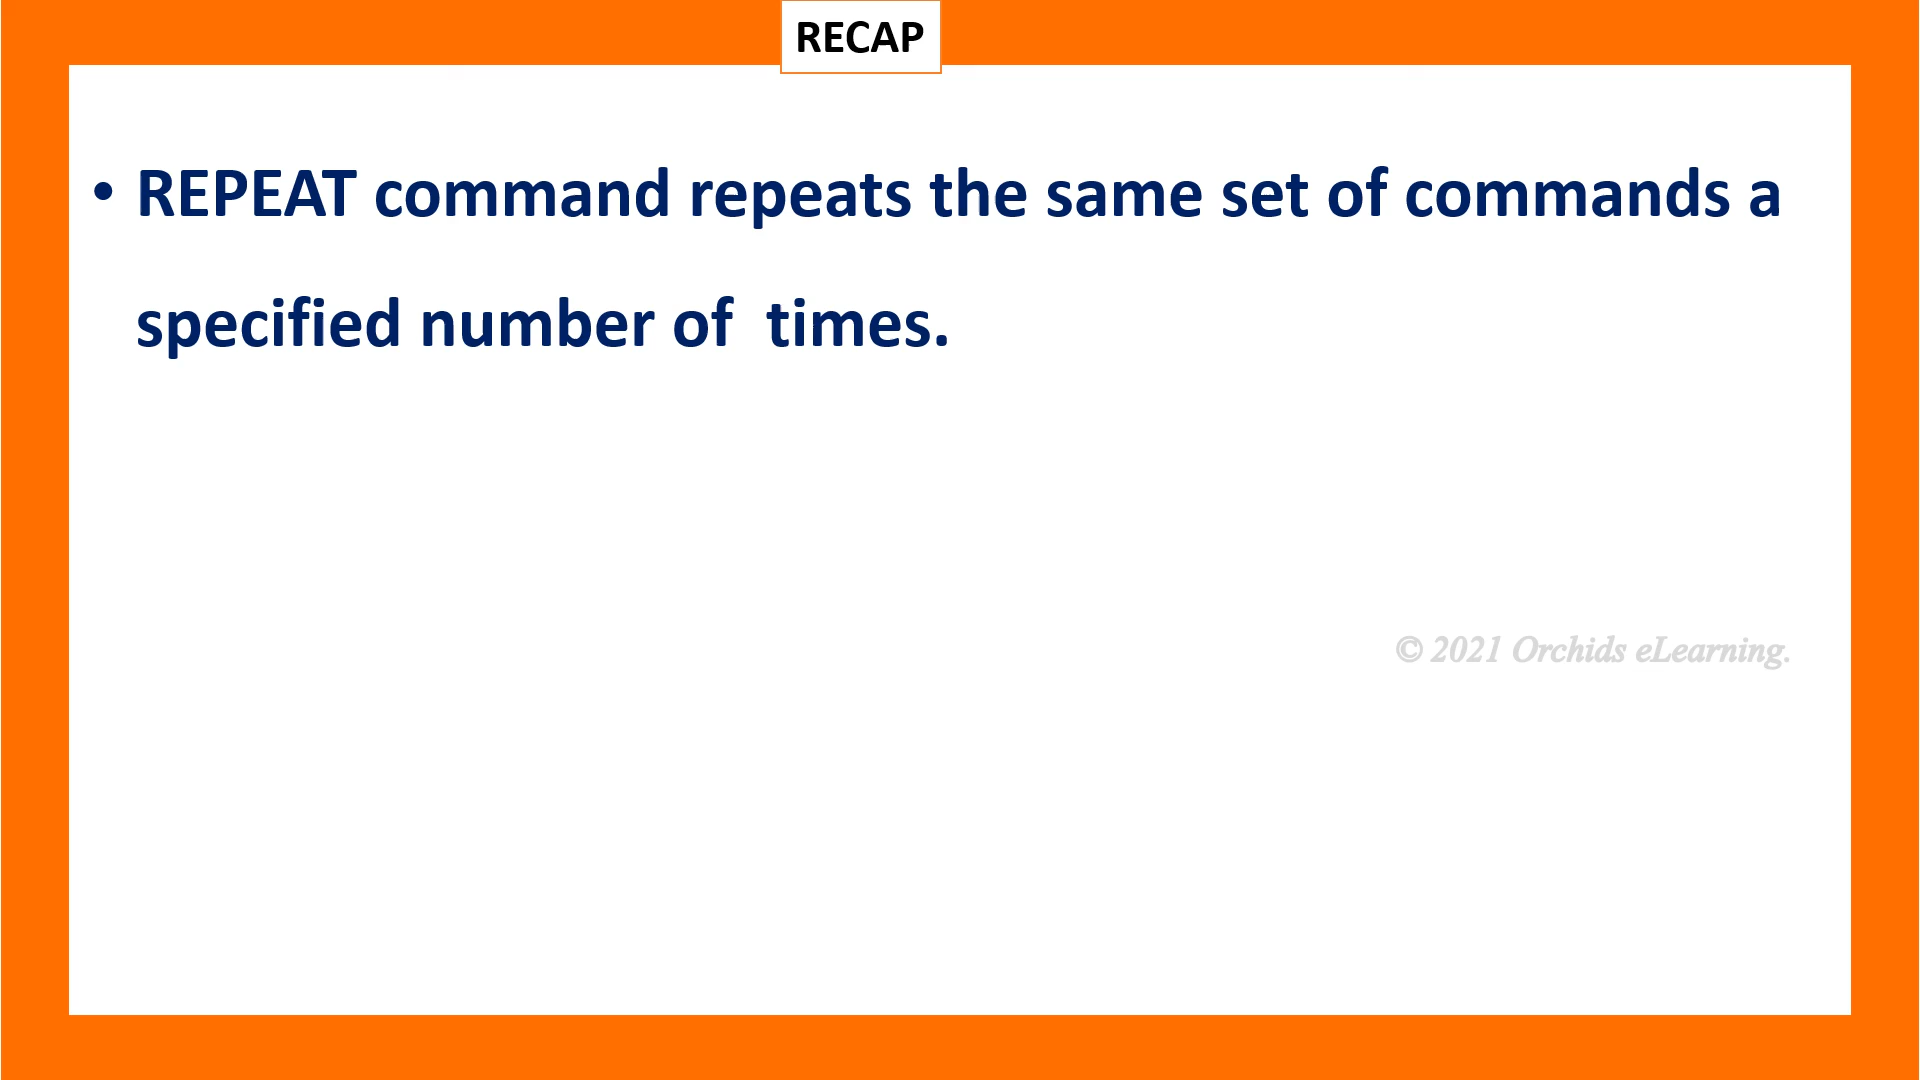 RECAP
• REPEAT command repeats the same set of commands a
specified number of  times.
© 2021 Orchids eLearning.